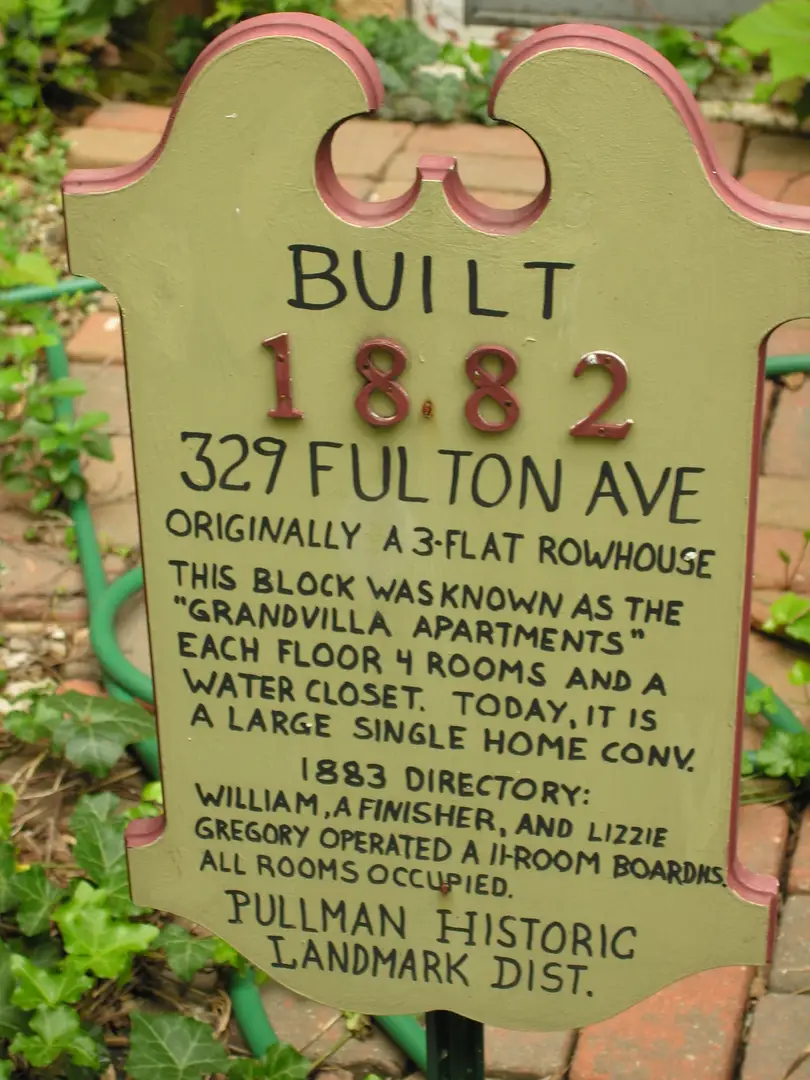 BUILT
1882
329 FULTON AVE
ORIGINALLY A 3-FLAT ROWHOUSE
THIS BLOCK WAS KNOWN AS THE
"GRANDVILLA APARTMENTS"
EACH FLOOR 4 ROOMS AND A
WATER CLOSET. TODAY, IT IS
A LARGE SINGLE HOME CONV.
1883 DIRECTORY:
WILLIAM, A FINISHER, AND LIZZIE
GREGORY OPERATED A 11-ROOM BOARDHS.
ALL ROOMS OCCUPIED.
PULLMAN HISTORIC
LANDMARK DIST.